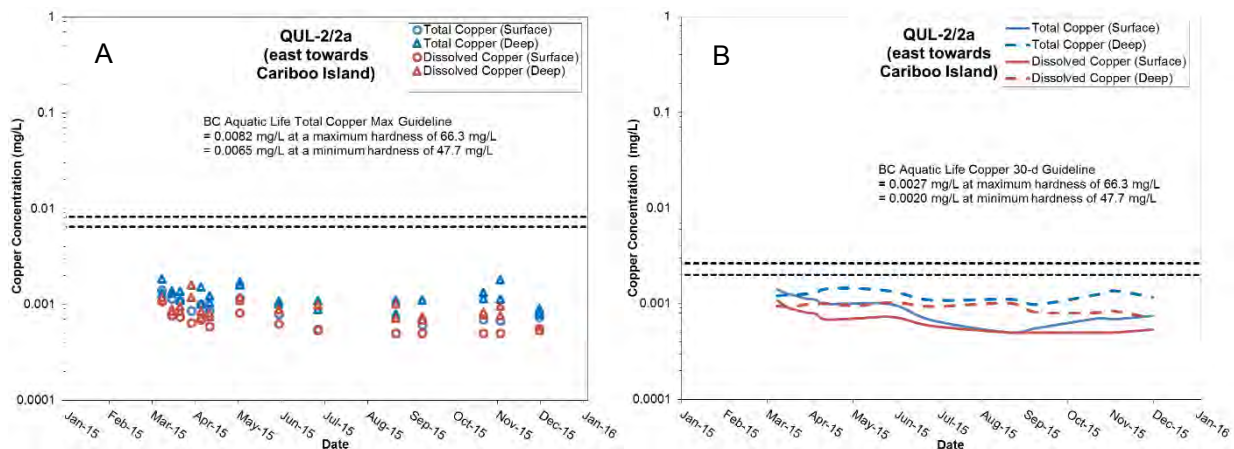 A
QUL-2/2a
(east towards
Cariboo Island)
Total Copper (Surface)
Total Copper (Deep)
Dissolved Copper (Surface)
Dissolved Copper (Deep)
BC Aquatic Life Total Copper Max Guideline
= 0.0082 mg/L at a maximum hardness of 66.3 mg/L
= 0.0065 mg/L at a minimum hardness of 47.7 mg/L
Copper Concentration (mg/L)
1
0.1
0.01
0.001
0.0001
Jan-15
Feb-15
Mar-15
Apr-15
May-15
Jun-15
Jul-15
Aug-15
Sep-15
Oct-15
Nov-15
Dec-15
Jan-16
Date
B
QUL-2/2a
(east towards
Cariboo Island)
Total Copper (Surface)
Total Copper (Deep)
Dissolved Copper (Surface)
Dissolved Copper (Deep)
BC Aquatic Life Copper 30-d Guideline
= 0.0027 mg/L at maximum hardness of 66.3 mg/L
= 0.0020 mg/L at minimum hardness of 47.7 mg/L
Copper Concentration (mg/L)
1
0.1
0.01
0.001
0.0001
Jan-15
Feb-15
Mar-15
Apr-15
May-15
Jun-15
Jul-15
Aug-15
Sep-15
Oct-15
Nov-15
Dec-15
Jan-16
Date